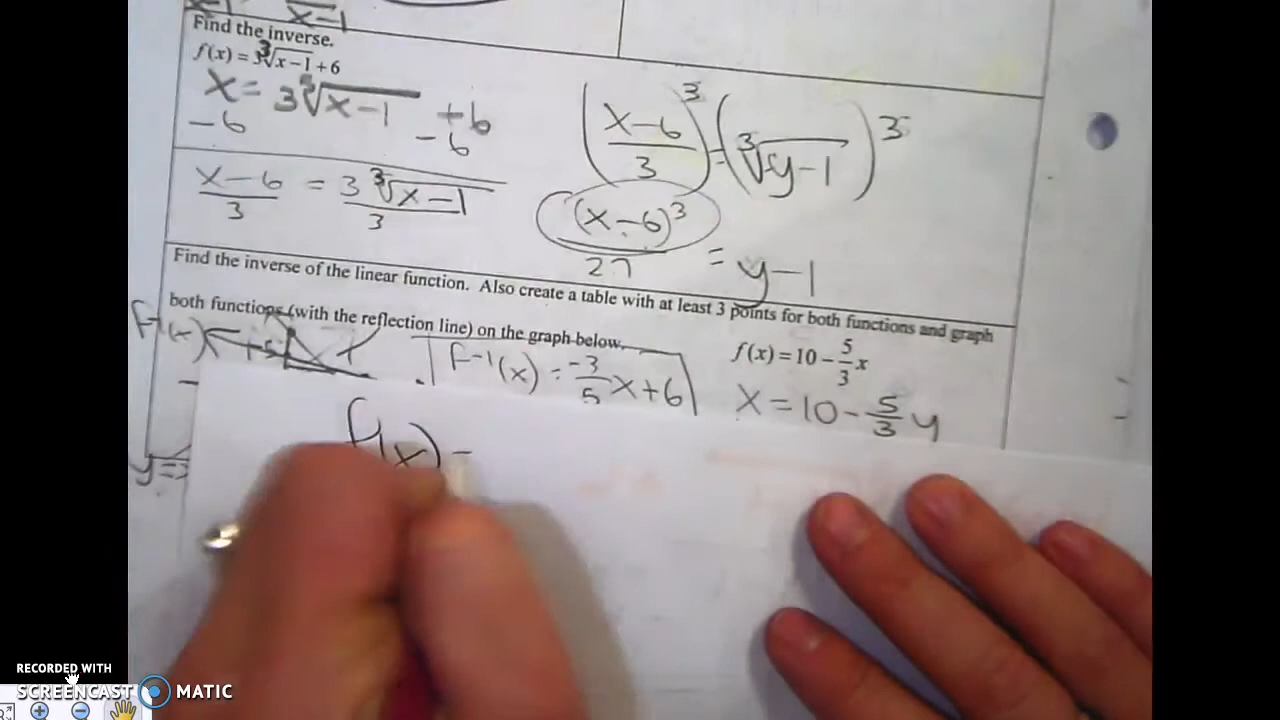 x-1
Find the inverse.
f(x) = 3∛x-1 + 6
x = 3∛x-1 + 6
-6 -6
x-6 = 3∛x-1
3 3
(x-6/3)³ = (∛y-1)³
(x-6)³ = y-1
27
Find the inverse of the linear function. Also create a table with at least 3 points for both functions and graph
both functions (with the reflection line) on the graph below.
f(x) = 10 - 5/3 x
f⁻¹(x) = -3/5 x + 6
x = 10 - 5/3 y
y =
f(x) =
RECORDED WITH
SCREENCAST MATIC